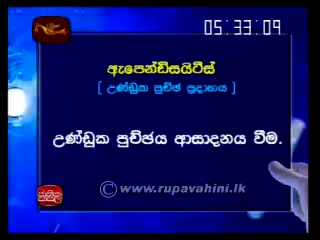 05:33:09
ඇපෙන්ඩිසයිටීස්
[ උණ්ඩුක පුච්ඡ ප්‍රදාහය ]
උණ්ඩුක පුච්ඡය ආසාදනය වීම.
©www.rupavahini.lk